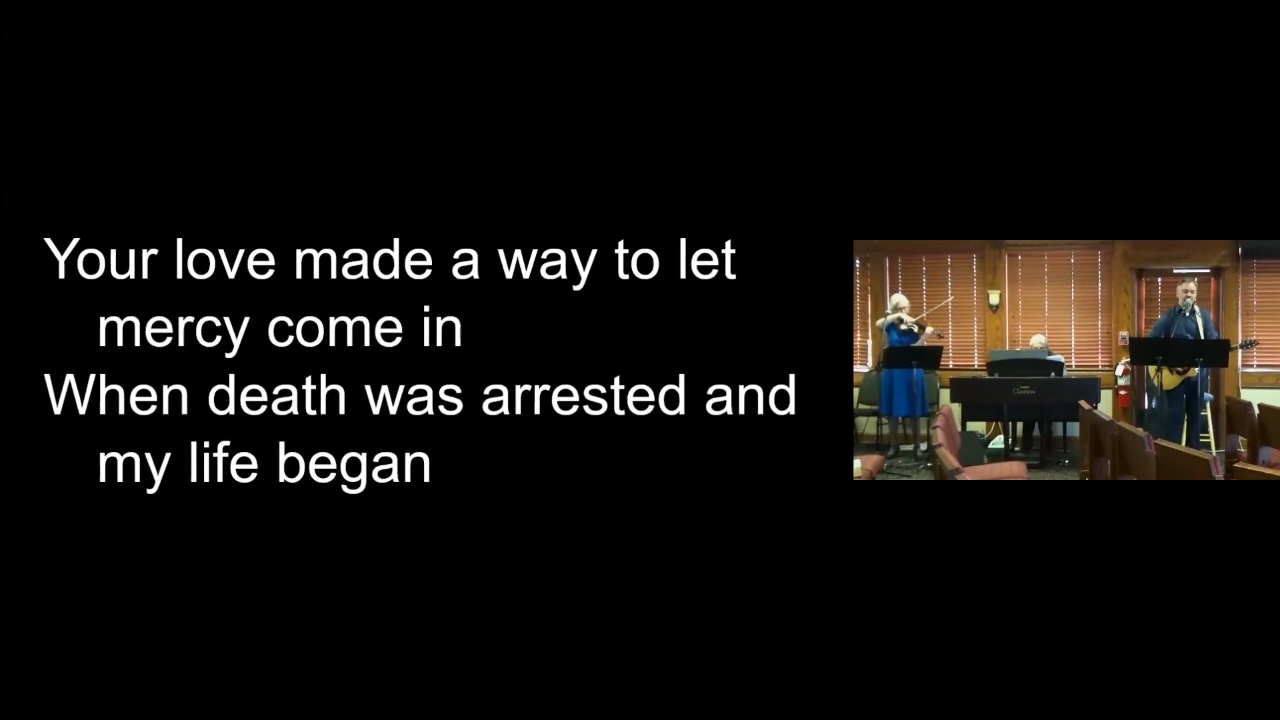 Your love made a way to let
mercy come in
When death was arrested and
my life began